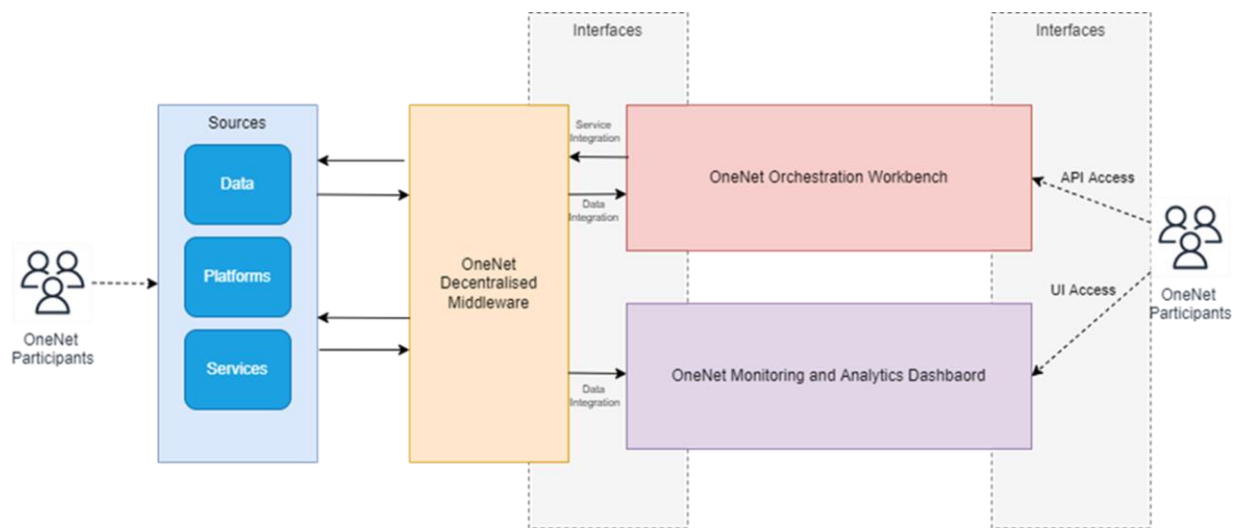 Interfaces
Interfaces
Sources
Data
Platforms
Services
OneNet
Participants
OneNet
Decentralised
Middleware
Service
Integration
Data
Integration
Data
Integration
OneNet Orchestration Workbench
OneNet Monitoring and Analytics Dashbaord
API Access
UI Access
OneNet
Participants